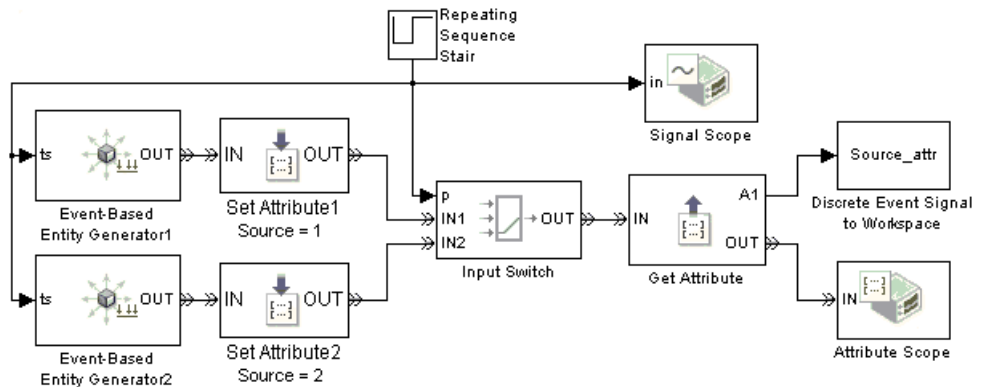 Repeating
Sequence
Stair
in
Signal Scope
ts
OUT
Event-Based
Entity Generator1
IN
OUT
Set Attribute1
Source = 1
p
IN1
IN2
OUT
Input Switch
IN
A1
OUT
Get Attribute
Source_attr
Discrete Event Signal
to Workspace
ts
OUT
Event-Based
Entity Generator2
IN
OUT
Set Attribute2
Source = 2
IN
Attribute Scope